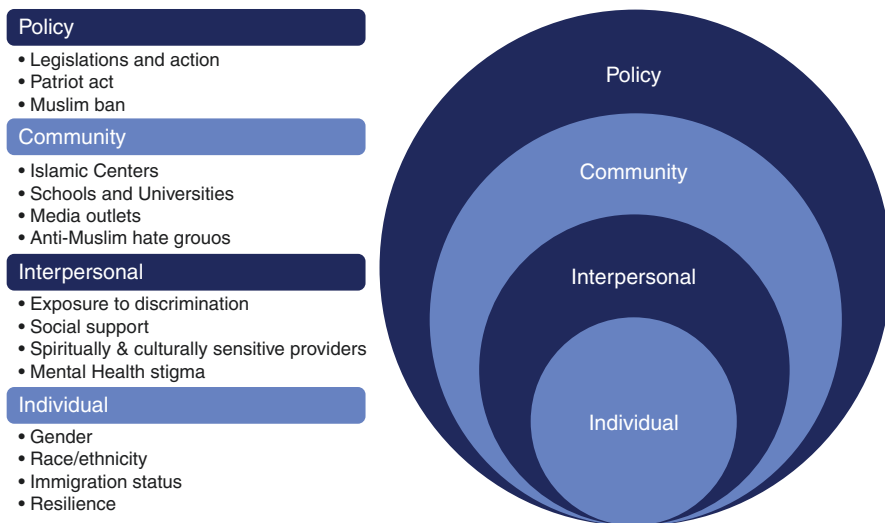 Policy
• Legislations and action
• Patriot act
• Muslim ban
Community
• Islamic Centers
• Schools and Universities
• Media outlets
• Anti-Muslim hate grouos
Interpersonal
• Exposure to discrimination
• Social support
• Spiritually & culturally sensitive providers
• Mental Health stigma
Individual
• Gender
• Race/ethnicity
• Immigration status
• Resilience
Policy
Community
Interpersonal
Individual